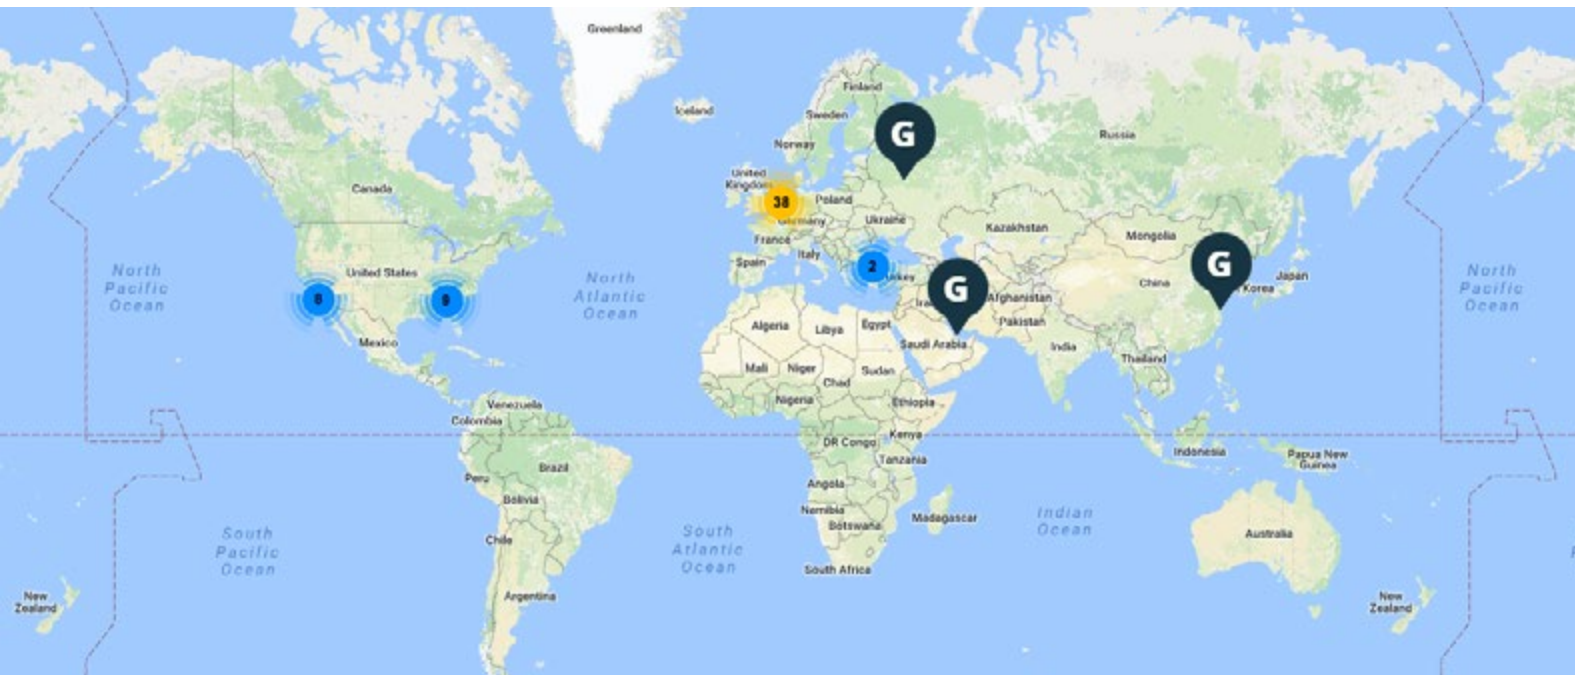 Greenland
Iceland
Finland
Sweden
Norway
Russia
G
United
Kingdom
Canada
38
Poland
Germany
Ukraine
France
Kazakhstan
Mongolia
Spain
Italy
United States
2
G
China
Japan
Korea
North
Pacific
Ocean
North
Atlantic
Ocean
North
Pacific
Ocean
8
9
G
Afghanistan
Pakistan
Mexico
Algeria
Libya
Egypt
Saudi Arabia
India
Thailand
Mali
Niger
Chad
Sudan
Nigeria
Ethiopia
Venezuela
Colombia
DR Congo
Kenya
Tanzania
Indonesia
Papua New
Guinea
Brazil
Peru
Bolivia
Angola
Namibia
Botswana
Madagascar
Indian
Ocean
Australia
South
Pacific
Ocean
Chile
South
Atlantic
Ocean
South Africa
Argentina
New
Zealand
New
Zealand